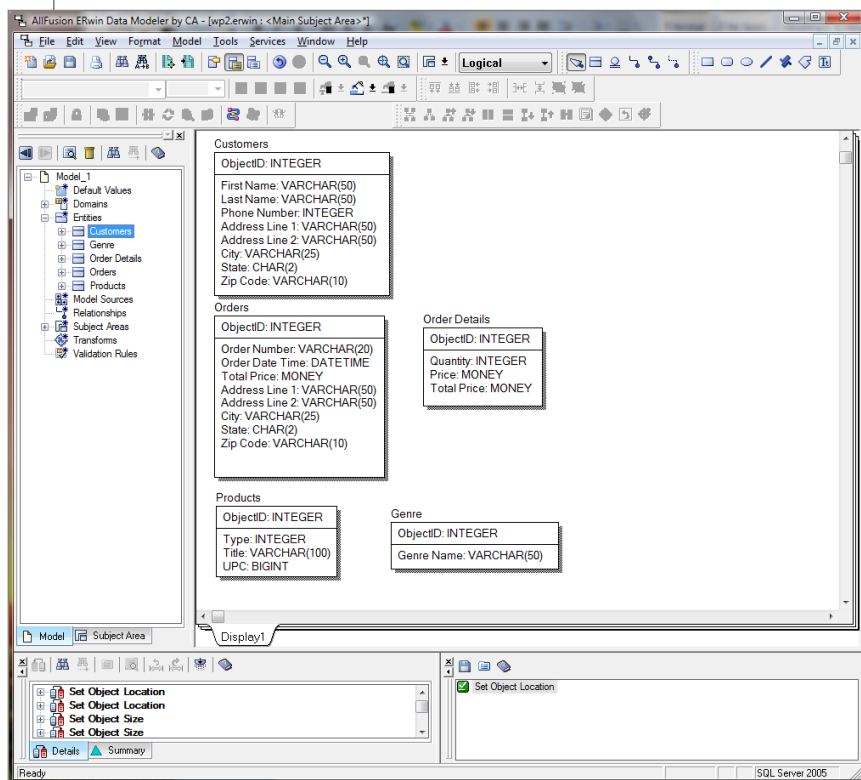 AllFusion ERwin Data Modeler by CA - [wp2.erwin : <Main Subject Area>*]
File Edit View Format Model Tools Services Window Help
Logical
Customers
ObjectID: INTEGER
First Name: VARCHAR(50)
Last Name: VARCHAR(50)
Phone Number: INTEGER
Address Line 1: VARCHAR(50)
Address Line 2: VARCHAR(50)
City: VARCHAR(25)
State: CHAR(2)
Zip Code: VARCHAR(10)
Model_1
Default Values
Domains
Entities
Customers
Genre
Order Details
Orders
Products
Model Sources
Relationships
Subject Areas
Transforms
Validation Rules
Orders
ObjectID: INTEGER
Order Number: VARCHAR(20)
Order Date Time: DATETIME
Total Price: MONEY
Address Line 1: VARCHAR(50)
Address Line 2: VARCHAR(50)
City: VARCHAR(25)
State: CHAR(2)
Zip Code: VARCHAR(10)
Order Details
ObjectID: INTEGER
Quantity: INTEGER
Price: MONEY
Total Price: MONEY
Products
ObjectID: INTEGER
Type: INTEGER
Title: VARCHAR(100)
UPC: BIGINT
Genre
ObjectID: INTEGER
Genre Name: VARCHAR(50)
Model Subject Area
Display1
Set Object Location
Set Object Location
Set Object Size
Set Object Size
Details Summary
Set Object Location
Ready
SQL Server 2005